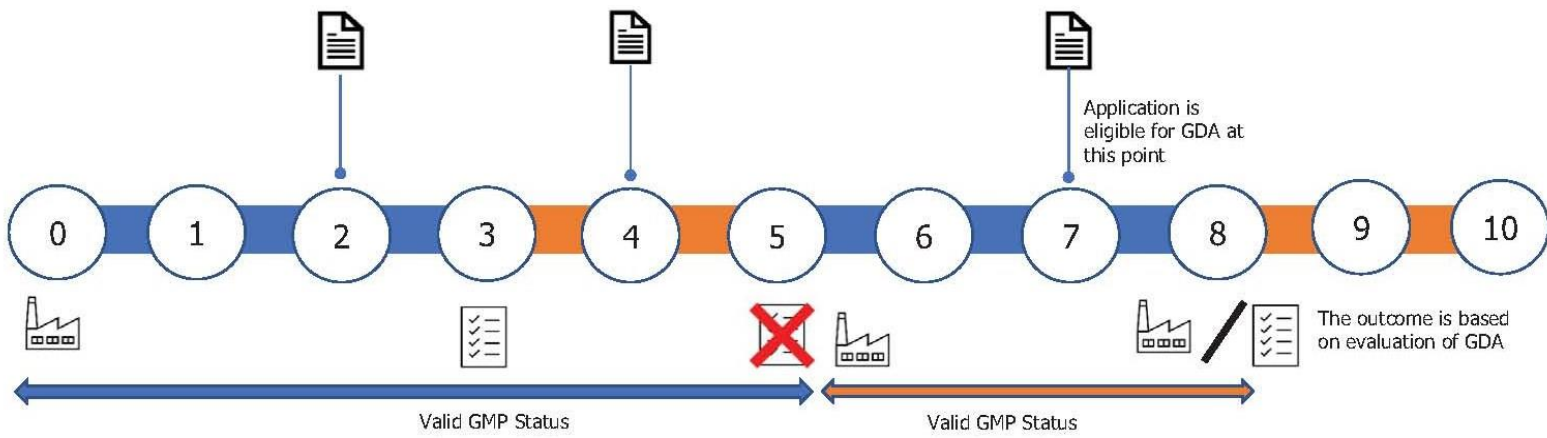 Application is
eligible for GDA at
this point
0 1 2 3 4 5 6 7 8 9 10
The outcome is based
on evaluation of GDA
Valid GMP Status
Valid GMP Status